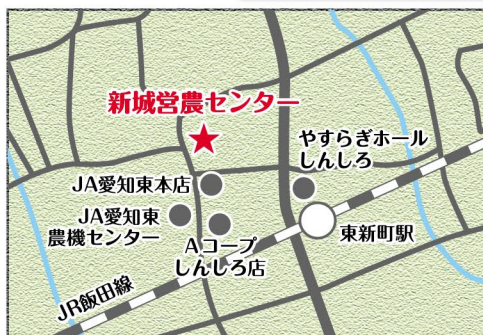 新城営農センター
やすらぎホール
しんしろ
JA愛知東本店
JA愛知東
農機センター
Aコープ
しんしろ店
東新町駅
JR飯田線